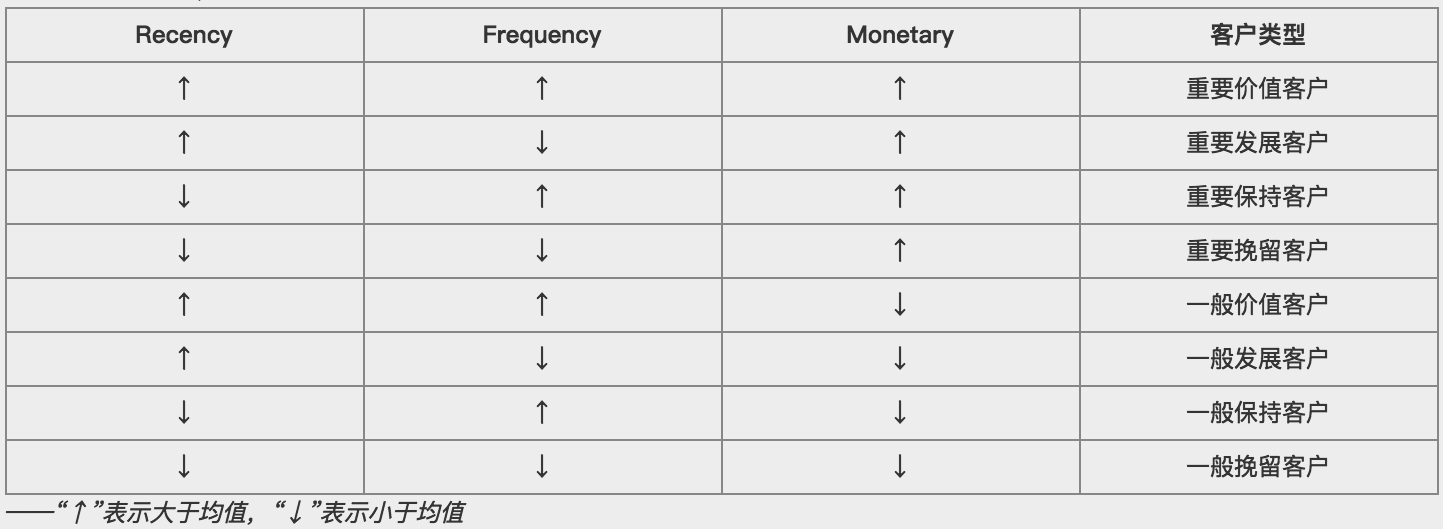 Recency Frequency Monetary 客户类型
↑ ↑ ↑ 重要价值客户
↑ ↓ ↑ 重要发展客户
↓ ↑ ↑ 重要保持客户
↓ ↓ ↑ 重要挽留客户
↑ ↑ ↓ 一般价值客户
↑ ↓ ↓ 一般发展客户
↓ ↑ ↓ 一般保持客户
↓ ↓ ↓ 一般挽留客户
——“↑”表示大于均值，“↓”表示小于均值